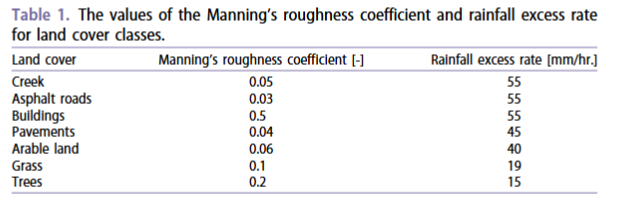 Table 1. The values of the Manning's roughness coefficient and rainfall excess rate
for land cover classes.
Land cover Manning's roughness coefficient [-] Rainfall excess rate [mm/hr.]
Creek 0.05 55
Asphalt roads 0.03 55
Buildings 0.5 55
Pavements 0.04 45
Arable land 0.06 40
Grass 0.1 19
Trees 0.2 15